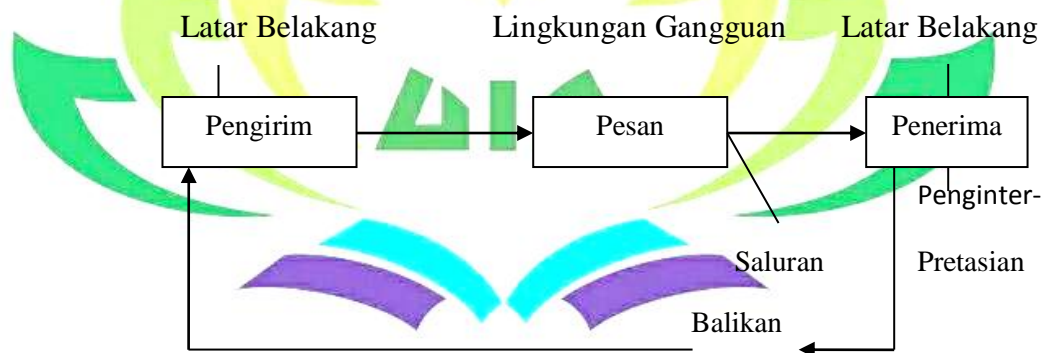 Latar Belakang Lingkungan Gangguan Latar Belakang
Pengirim Pesan Penerima
Penginter-
Saluran Pretasian
Balikan